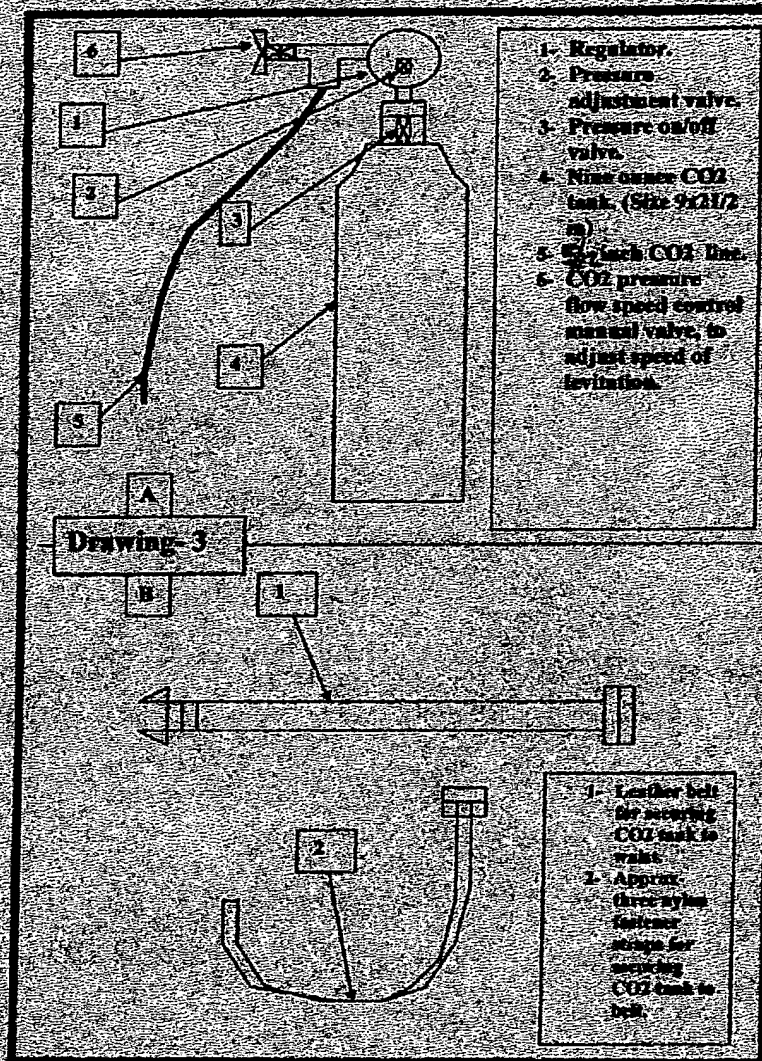 6
1
2
3
4
5
1- Regulator.
2- Pressure
adjustment valve.
3- Pressure on/off
valve.
4- Nine ounce CO2
tank. (Size 9x21/2
in)
5- inch CO2 line.
6- CO2 pressure
flow speed control
manual valve, to
adjust speed of
levitation.
A
Drawing- 3
B
1
2
1- Leather belt
for securing
CO2 tank to
waist.
2- Approx.
three nylon
fastener
straps for
securing
CO2 tank to
belt.